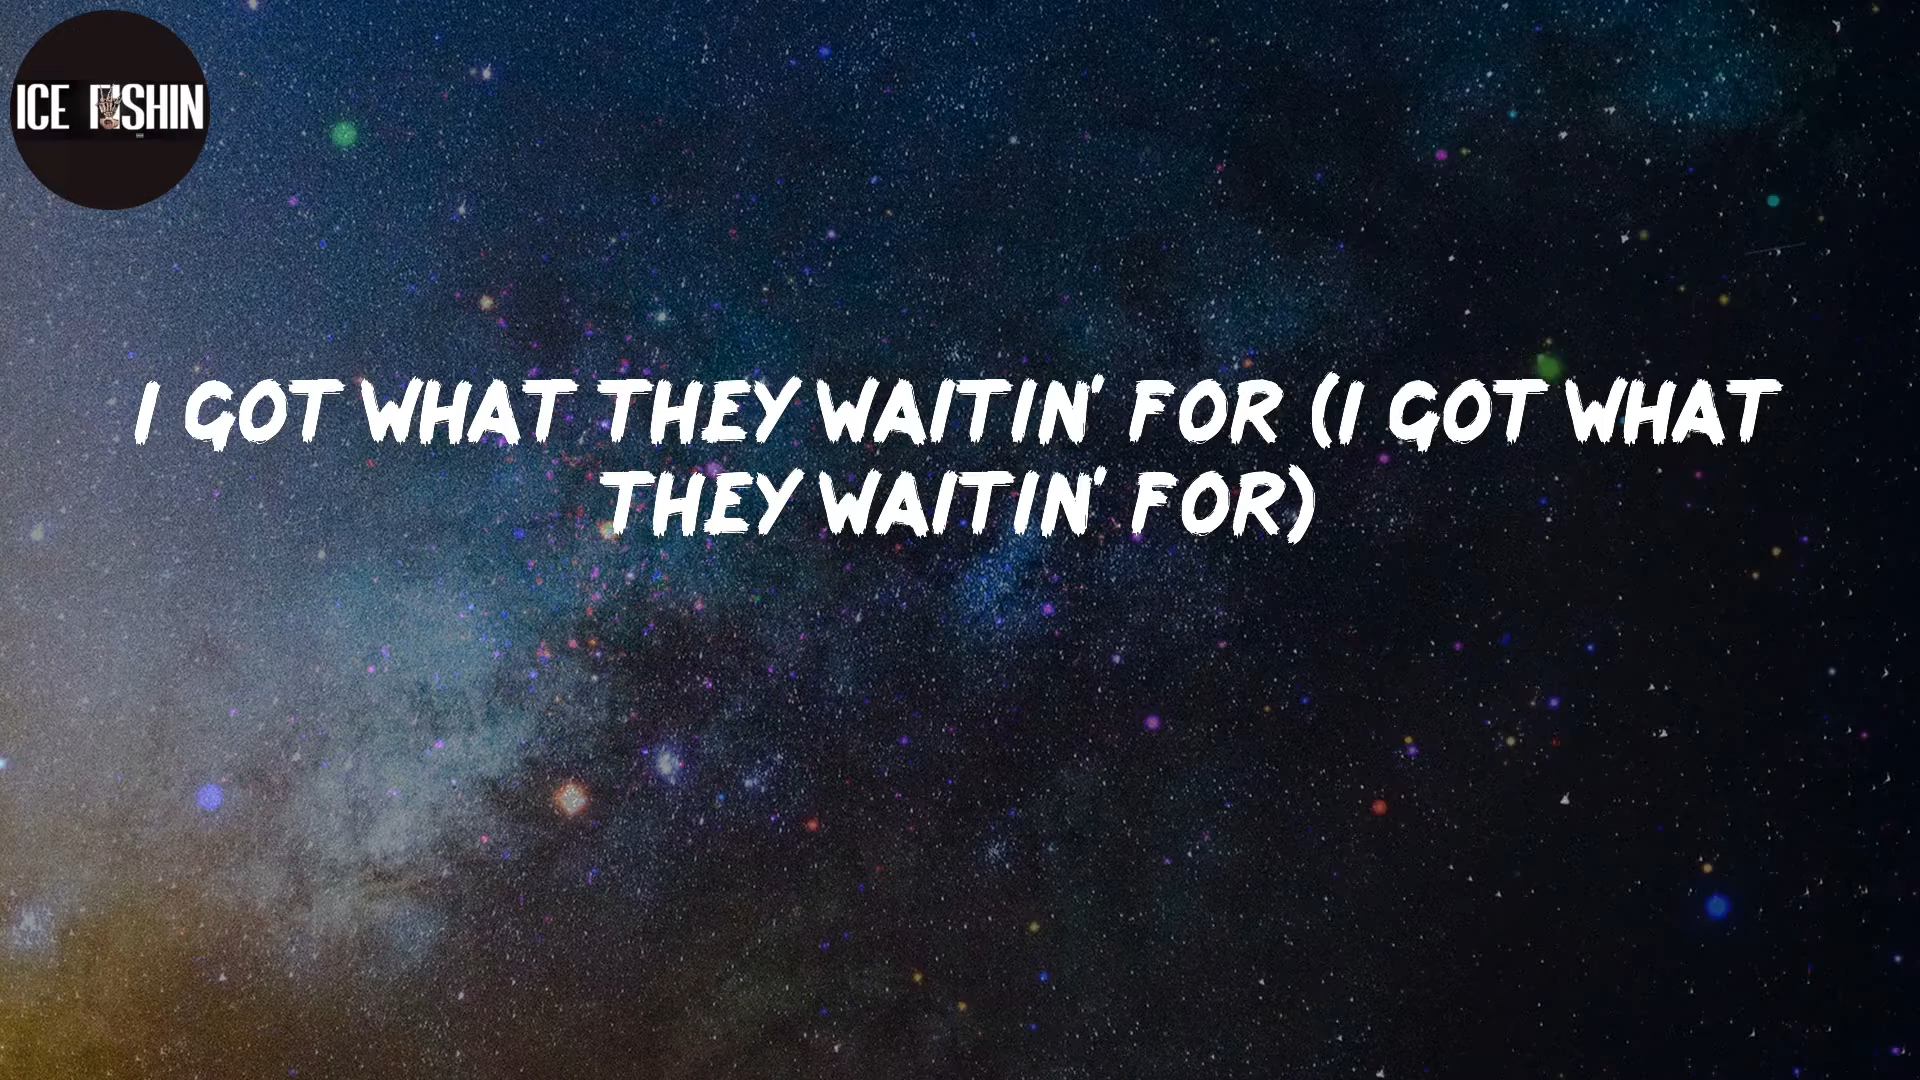 ICE FISHIN
I GOT WHAT THEY WAITIN' FOR (I GOT WHAT
THEY WAITIN' FOR)